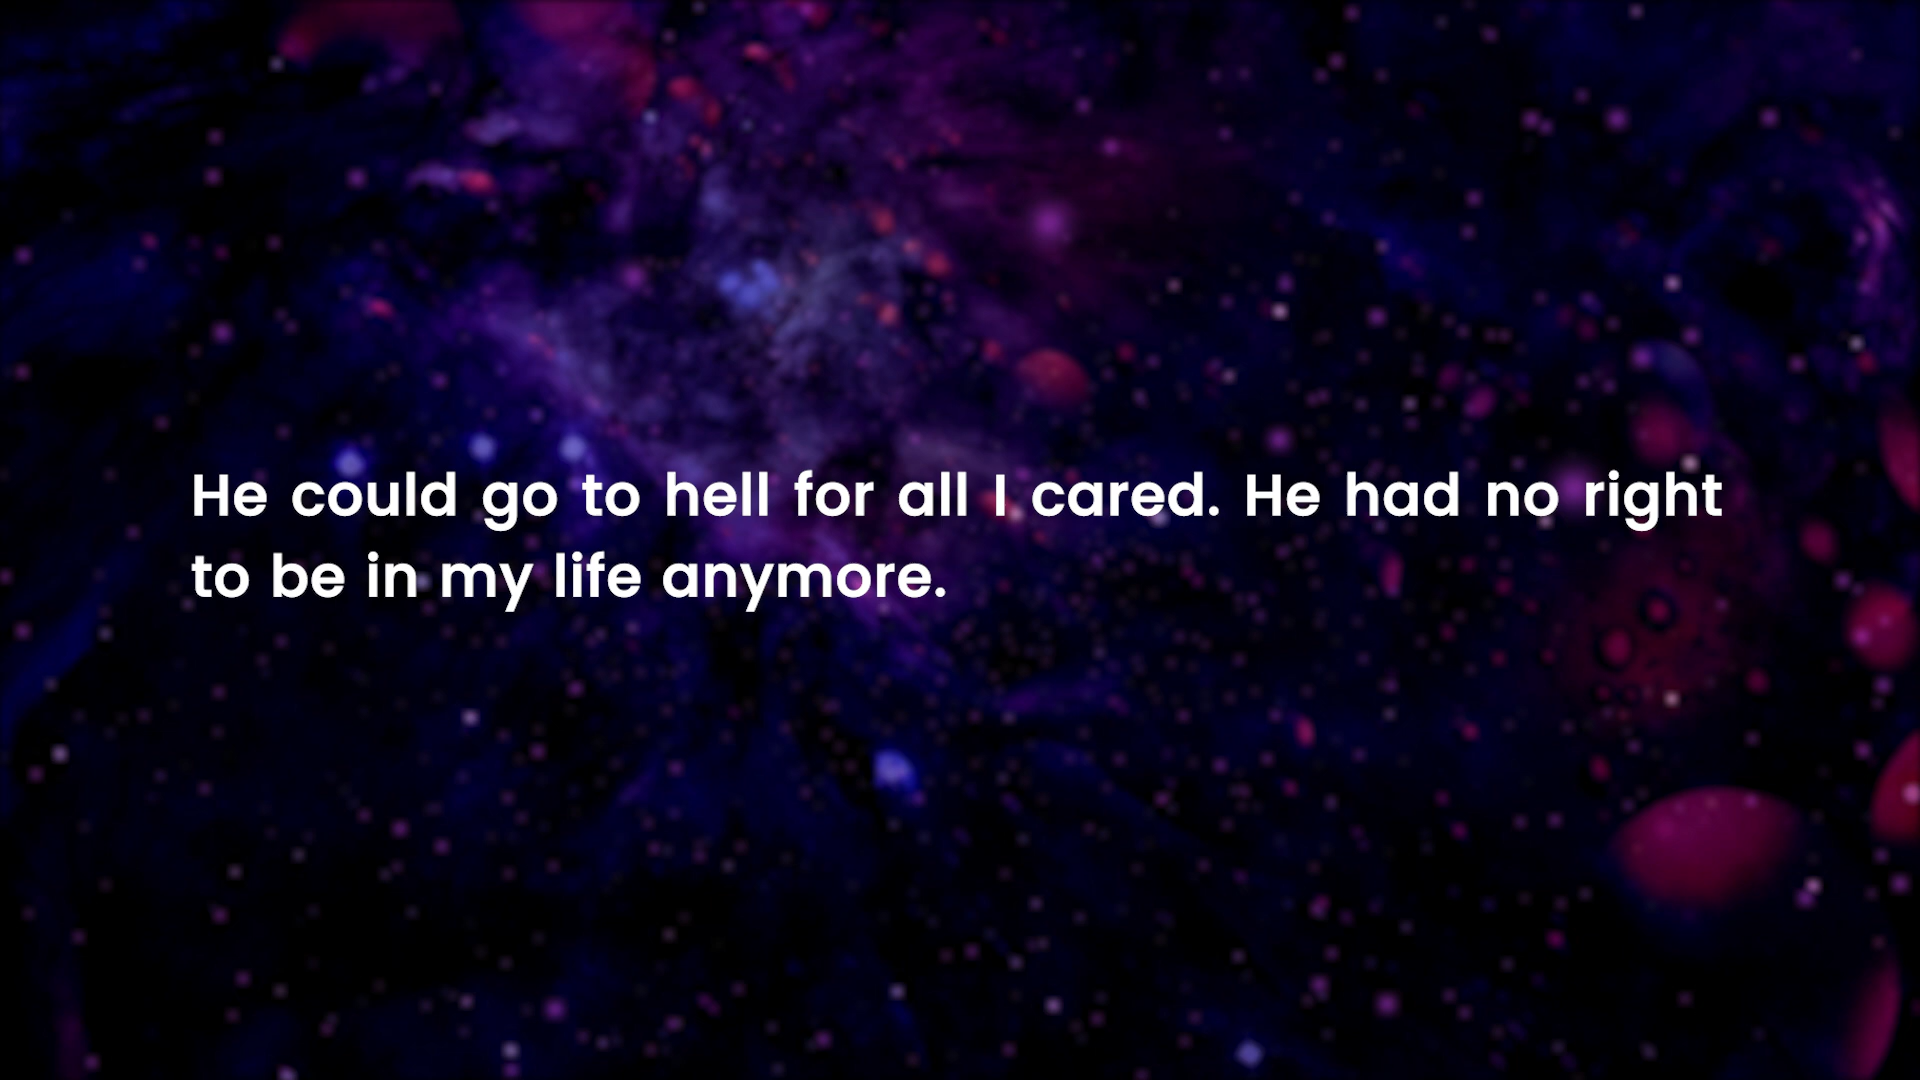 He could go to hell for all I cared. He had no right
to be in my life anymore.